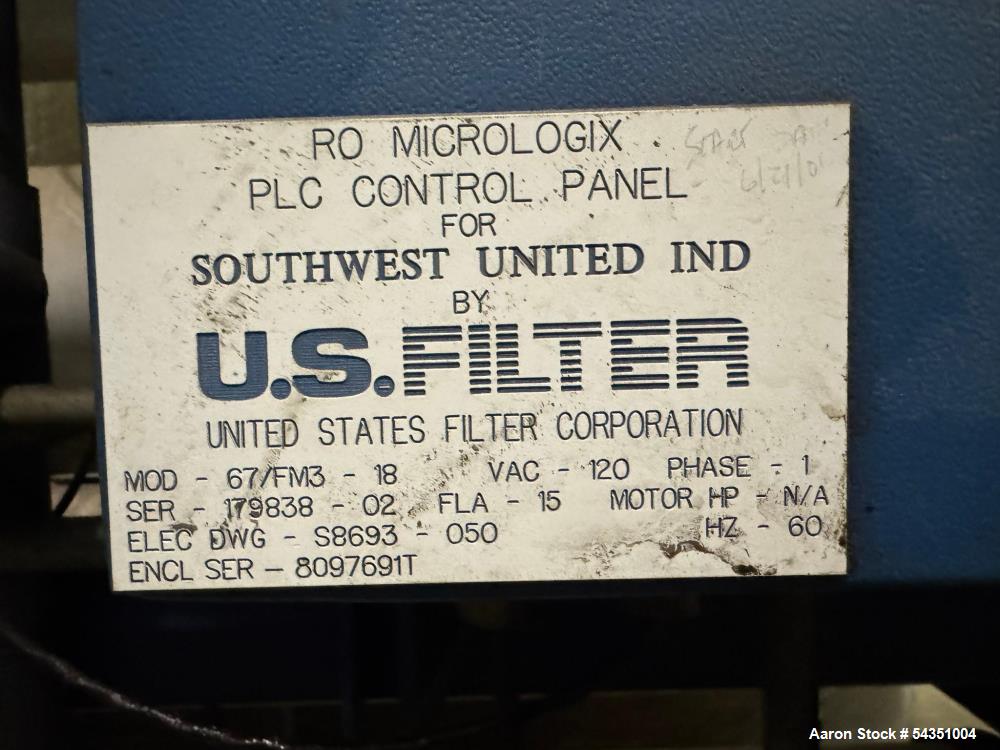 RO MICROLOGIX
PLC CONTROL PANEL
FOR
SOUTHWEST UNITED IND
BY
U.S.FILTER
UNITED STATES FILTER CORPORATION
MOD - 67/FM3 - 18 VAC - 120 PHASE - 1
SER - 179838 - 02 FLA - 15 MOTOR HP - N/A
ELEC DWG - S8693 - 050 HZ - 60
ENCL SER - 8097691T
Aaron Stock # 54351004